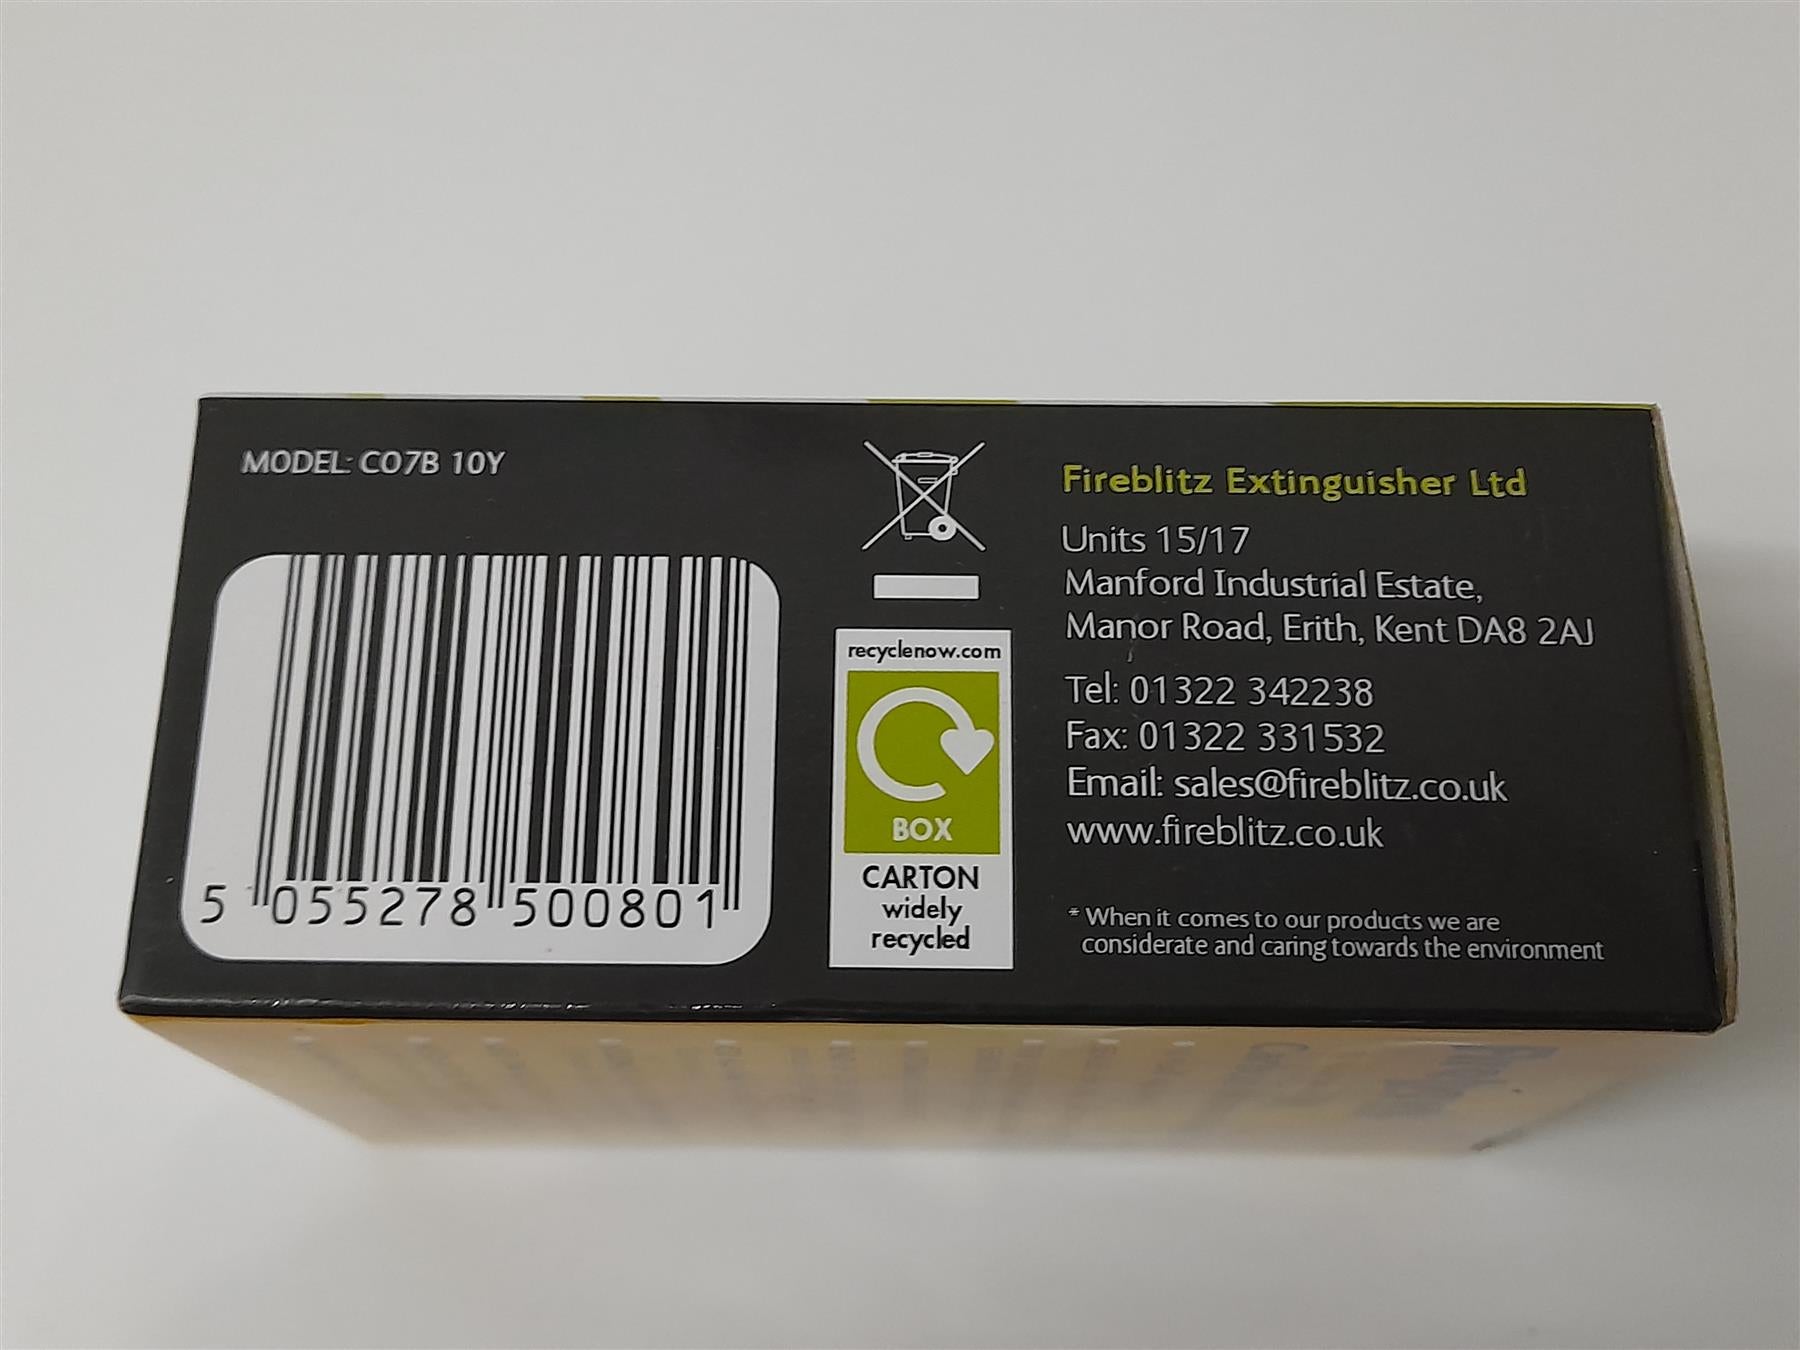 MODEL: CO7B 10Y
5 055278 500801
recyclenow.com
BOX
CARTON
widely
recycled
Fireblitz Extinguisher Ltd
Units 15/17
Manford Industrial Estate,
Manor Road, Erith, Kent DA8 2AJ
Tel: 01322 342238
Fax: 01322 331532
Email: sales@fireblitz.co.uk
www.fireblitz.co.uk
* When it comes to our products we are
considerate and caring towards the environment